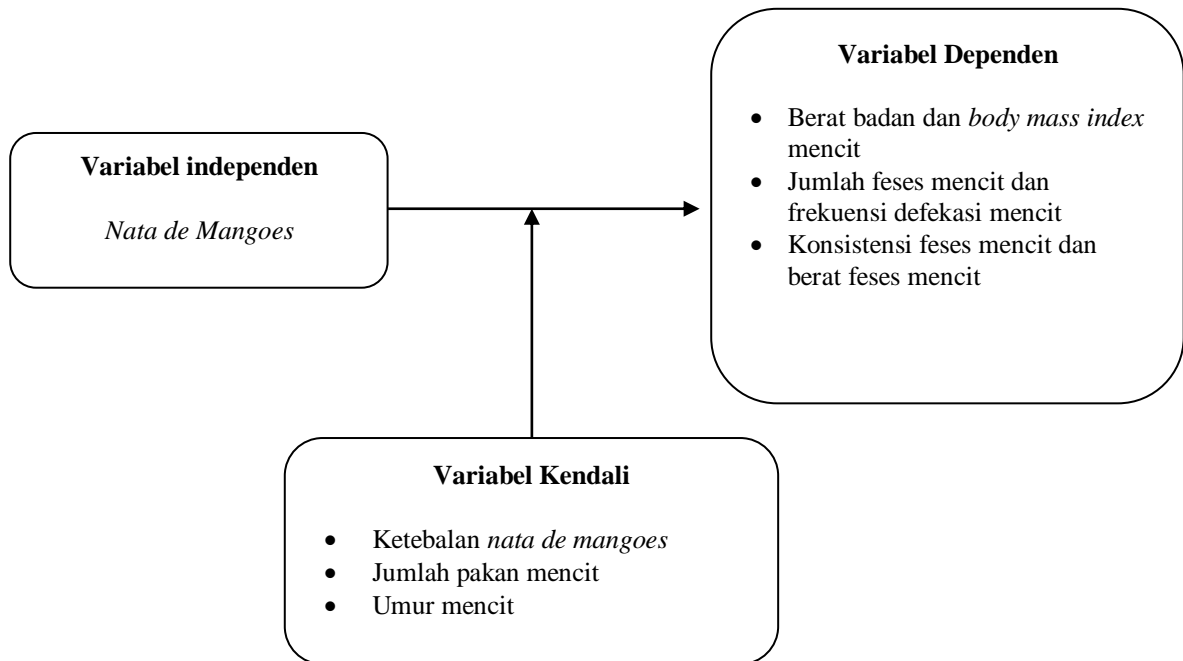 Variabel independen
Nata de Mangoes
Variabel Dependen
• Berat badan dan body mass index
mencit
• Jumlah feses mencit dan
frekuensi defekasi mencit
• Konsistensi feses mencit dan
berat feses mencit
Variabel Kendali
• Ketebalan nata de mangoes
• Jumlah pakan mencit
• Umur mencit